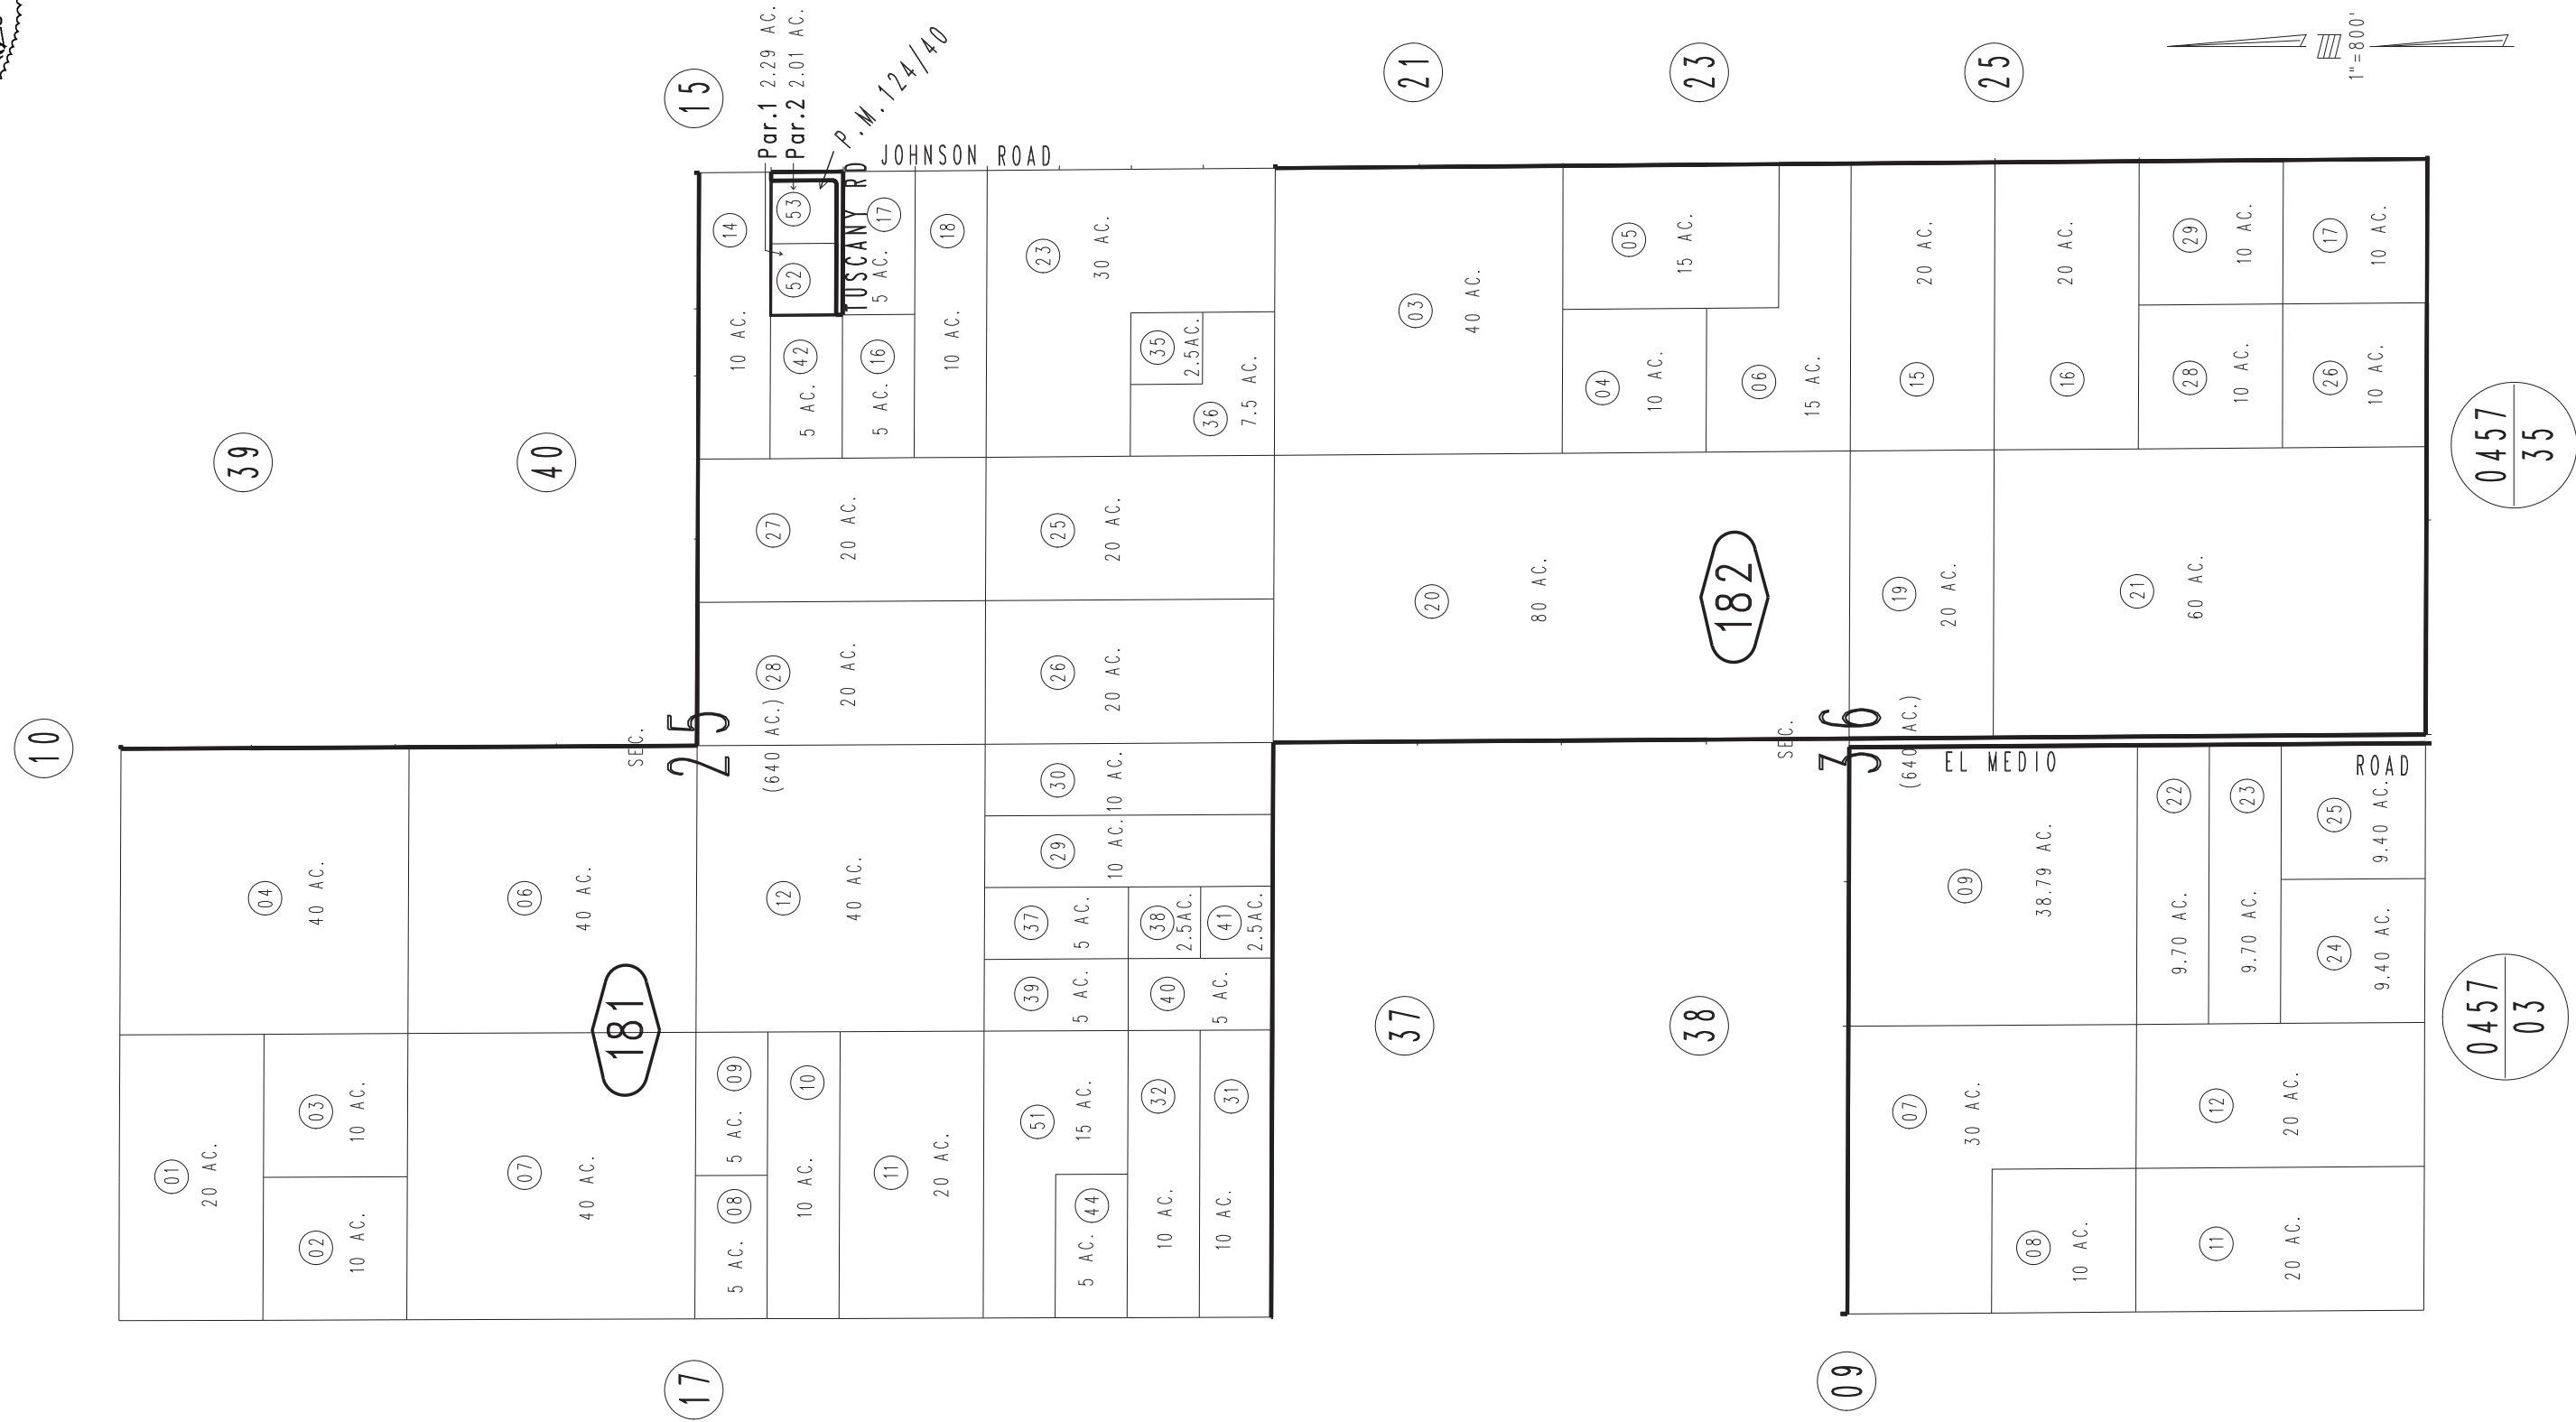 10
39
40
15
Par.1 2.29 AC.
Par.2 2.01 AC.
P.M.124/40
JOHNSON ROAD
TOSCANY RD
21
23
25
1"=800'
14
10 AC.
53
52
42
5 AC.
17
5 AC.
16
5 AC.
18
10 AC.
23
30 AC.
35
2.5AC.
36
7.5 AC.
27
20 AC.
28
20 AC.
25
20 AC.
26
20 AC.
SEC.
25
(640 AC.)
03
40 AC.
05
15 AC.
04
10 AC.
06
15 AC.
15
20 AC.
16
20 AC.
29
10 AC.
17
10 AC.
28
10 AC.
26
10 AC.
20
80 AC.
182
19
20 AC.
21
60 AC.
SEC.
36
(640 AC.)
EL MEDIO
ROAD
0457
35
04
40 AC.
06
40 AC.
12
40 AC.
30
10 AC.
29
10 AC.
37
5 AC.
38
2.5AC.
41
2.5AC.
39
5 AC.
40
5 AC.
181
01
20 AC.
03
10 AC.
02
10 AC.
07
40 AC.
09
5 AC.
08
5 AC.
10
10 AC.
11
20 AC.
51
15 AC.
44
5 AC.
32
10 AC.
31
10 AC.
37
38
09
38.79 AC.
22
9.70 AC.
23
9.70 AC.
25
9.40 AC.
24
9.40 AC.
07
30 AC.
08
10 AC.
12
20 AC.
11
20 AC.
0457
03
17
09